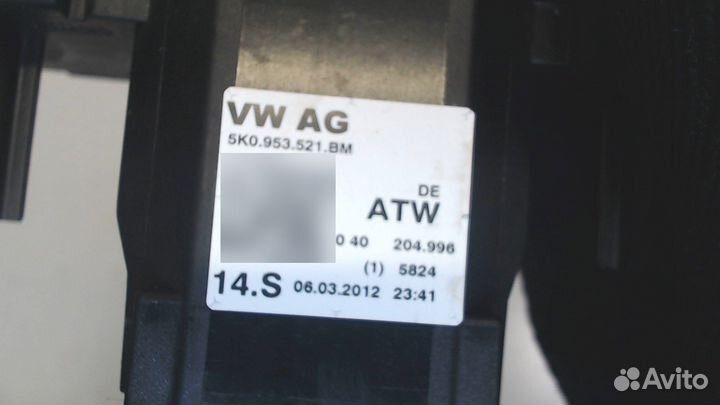 VW AG
5K0.953.521.BM
DE
ATW
0 40 204.996
(1) 5824
14.S 06.03.2012 23:41
Avito